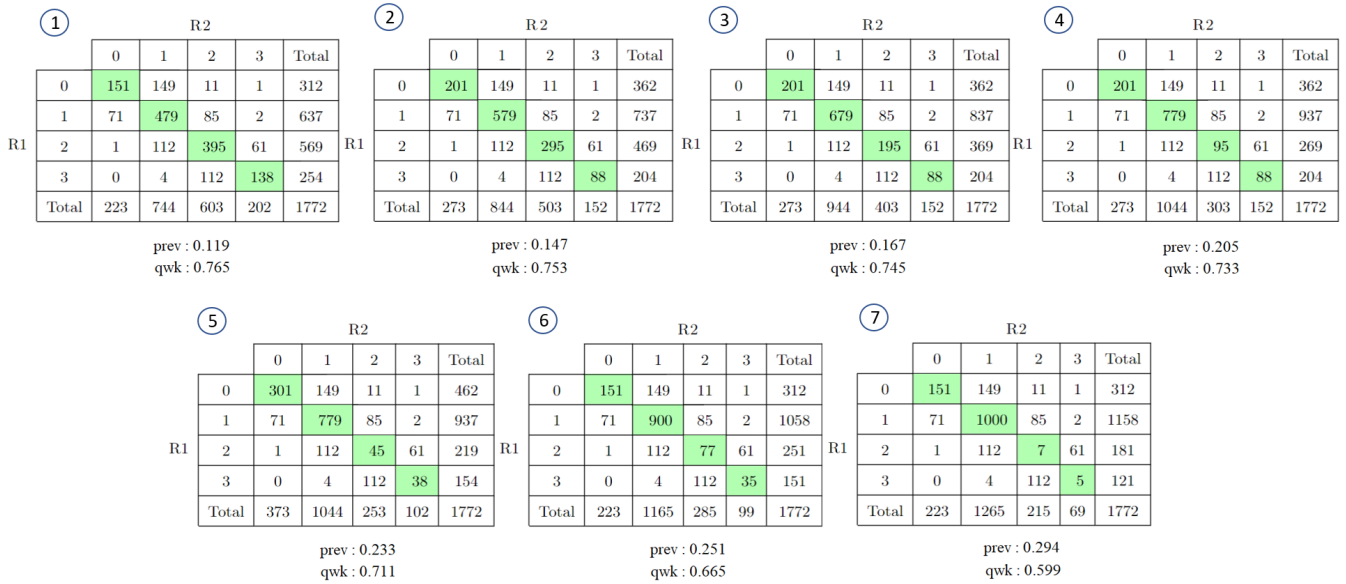 1
R2
0 1 2 3 Total
0 151 149 11 1 312
1 71 479 85 2 637
R1 2 1 112 395 61 569
3 0 4 112 138 254
Total 223 744 603 202 1772
prev : 0.119
qwk : 0.765
2
R2
0 1 2 3 Total
0 201 149 11 1 362
1 71 579 85 2 737
R1 2 1 112 295 61 469
3 0 4 112 88 204
Total 273 844 503 152 1772
prev : 0.147
qwk : 0.753
3
R2
0 1 2 3 Total
0 201 149 11 1 362
1 71 679 85 2 837
R1 2 1 112 195 61 369
3 0 4 112 88 204
Total 273 944 403 152 1772
prev : 0.167
qwk : 0.745
4
R2
0 1 2 3 Total
0 201 149 11 1 362
1 71 779 85 2 937
R1 2 1 112 95 61 269
3 0 4 112 88 204
Total 273 1044 303 152 1772
prev : 0.205
qwk : 0.733
5
R2
0 1 2 3 Total
0 301 149 11 1 462
1 71 779 85 2 937
R1 2 1 112 45 61 219
3 0 4 112 38 154
Total 373 1044 253 102 1772
prev : 0.233
qwk : 0.711
6
R2
0 1 2 3 Total
0 151 149 11 1 312
1 71 900 85 2 1058
R1 2 1 112 77 61 251
3 0 4 112 35 151
Total 223 1165 285 99 1772
prev : 0.251
qwk : 0.665
7
R2
0 1 2 3 Total
0 151 149 11 1 312
1 71 1000 85 2 1158
R1 2 1 112 7 61 181
3 0 4 112 5 121
Total 223 1265 215 69 1772
prev : 0.294
qwk : 0.599